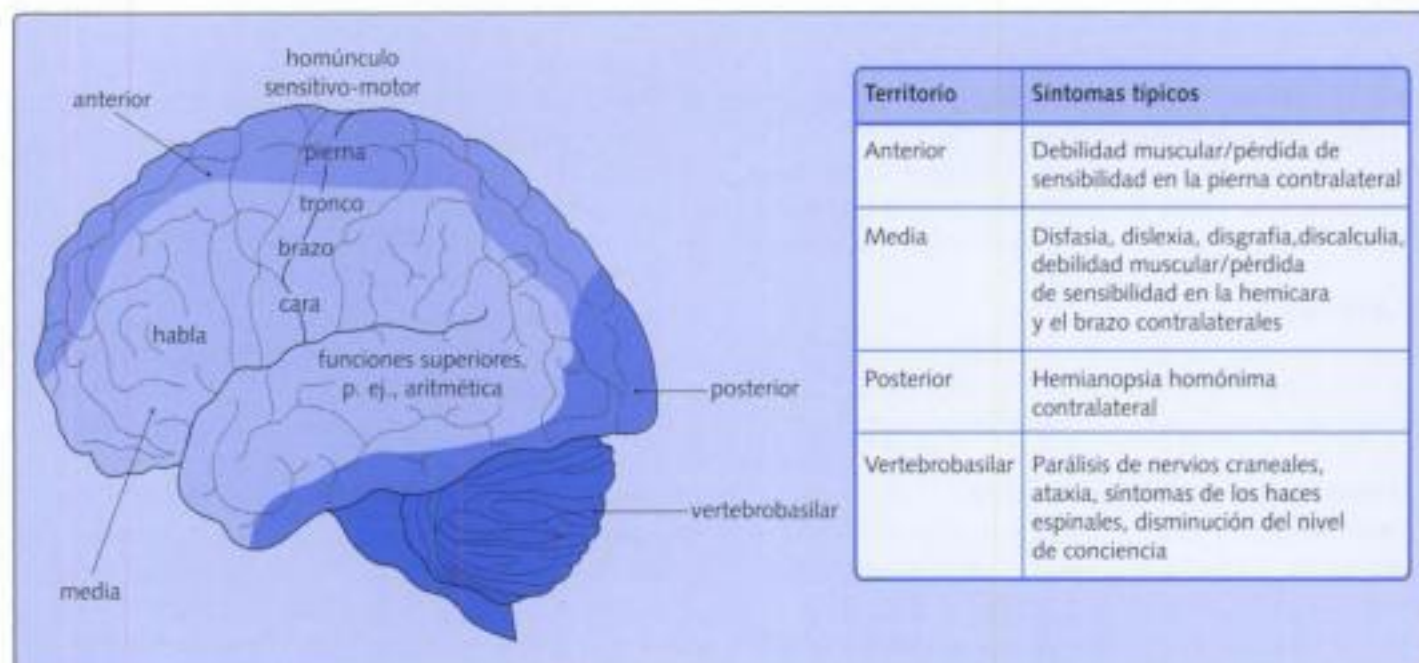 homúnculo
sensitivo-motor
anterior
pierna
tronco
brazo
cara
habla
funciones superiores,
p. ej., aritmética
posterior
vertebrobasilar
media
Territorio Síntomas típicos
Anterior Debilidad muscular/pérdida de
sensibilidad en la pierna contralateral
Media Disfasia, dislexia, disgrafia,discalculia,
debilidad muscular/pérdida
de sensibilidad en la hemicara
y el brazo contralaterales
Posterior Hemianopsia homónima
contralateral
Vertebrobasilar Parálisis de nervios craneales,
ataxia, síntomas de los haces
espinales, disminución del nivel
de conciencia